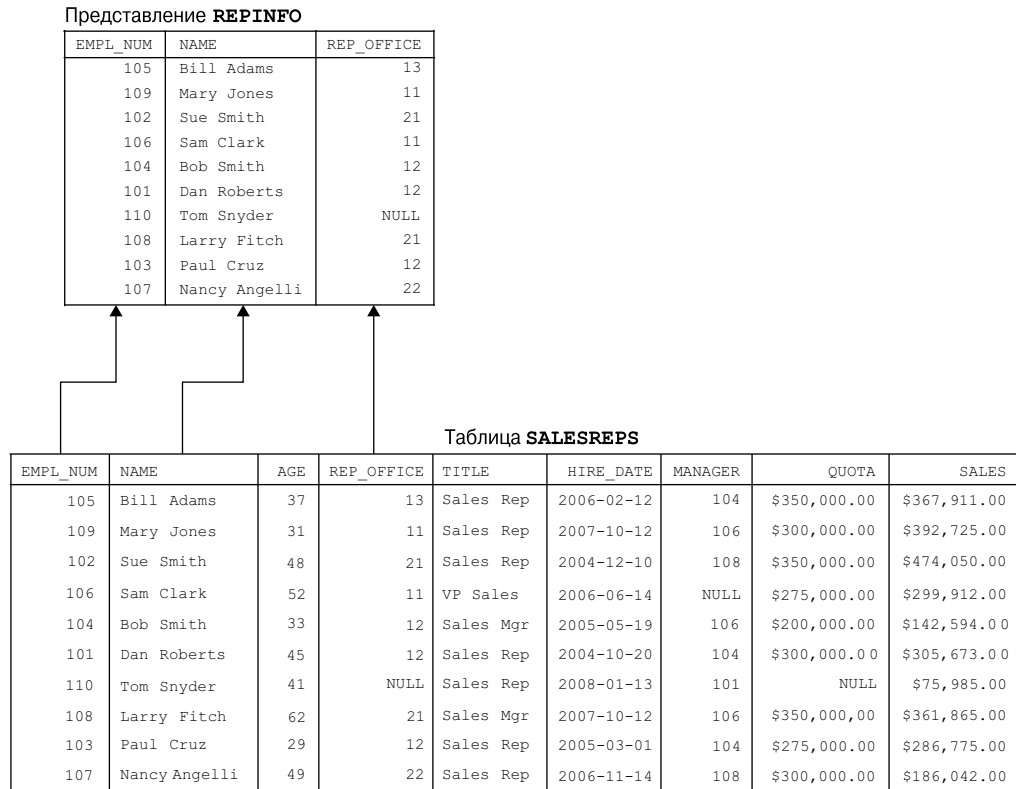 Представление REPINFO
EMPL_NUM NAME REP_OFFICE
105 Bill Adams 13
109 Mary Jones 11
102 Sue Smith 21
106 Sam Clark 11
104 Bob Smith 12
101 Dan Roberts 12
110 Tom Snyder NULL
108 Larry Fitch 21
103 Paul Cruz 12
107 Nancy Angelli 22
Таблица SALESREPS
EMPL_NUM NAME AGE REP_OFFICE TITLE HIRE_DATE MANAGER QUOTA SALES
105 Bill Adams 37 13 Sales Rep 2006-02-12 104 $350,000.00 $367,911.00
109 Mary Jones 31 11 Sales Rep 2007-10-12 106 $300,000.00 $392,725.00
102 Sue Smith 48 21 Sales Rep 2004-12-10 108 $350,000.00 $474,050.00
106 Sam Clark 52 11 VP Sales 2006-06-14 NULL $275,000.00 $299,912.00
104 Bob Smith 33 12 Sales Mgr 2005-05-19 106 $200,000.00 $142,594.00
101 Dan Roberts 45 12 Sales Rep 2004-10-20 104 $300,000.00 $305,673.00
110 Tom Snyder 41 NULL Sales Rep 2008-01-13 101 NULL $75,985.00
108 Larry Fitch 62 21 Sales Mgr 2007-10-12 106 $350,000,00 $361,865.00
103 Paul Cruz 29 12 Sales Rep 2005-03-01 104 $275,000.00 $286,775.00
107 Nancy Angelli 49 22 Sales Rep 2006-11-14 108 $300,000.00 $186,042.00